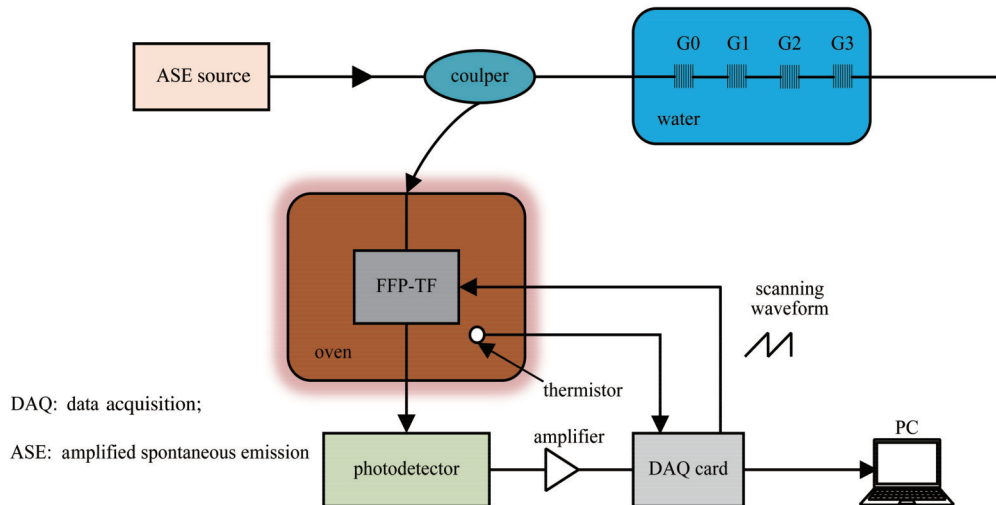 ASE source
coulper
G0 G1 G2 G3
water
FFP-TF
oven
thermistor
scanning
waveform
DAQ: data acquisition;
ASE: amplified spontaneous emission
photodetector
amplifier
DAQ card
PC